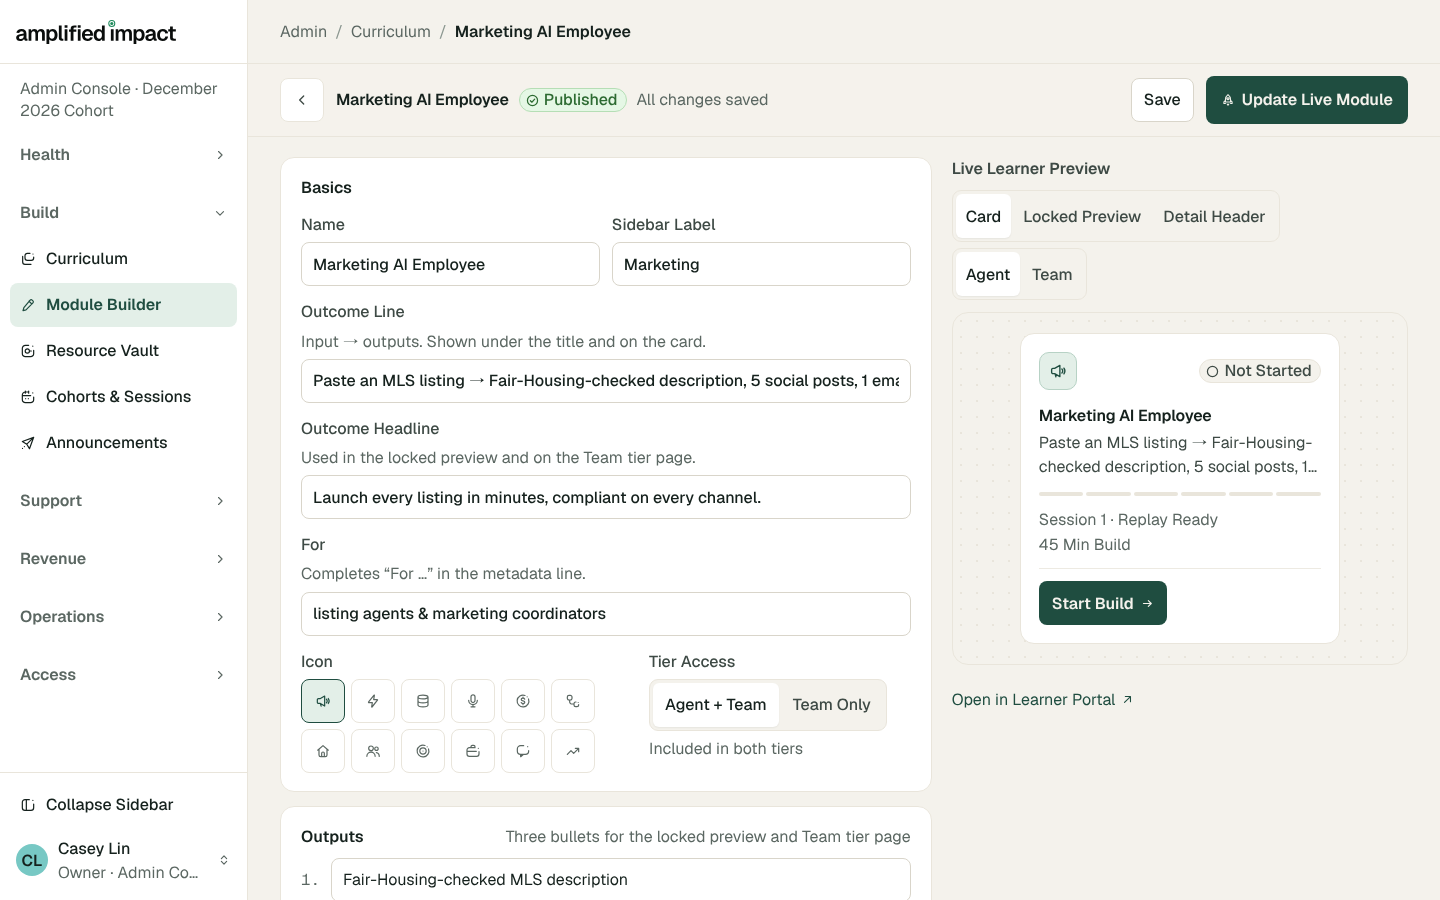 amplified impact
Admin / Curriculum / Marketing AI Employee
Admin Console · December
2026 Cohort
Health
Build
Curriculum
Module Builder
Resource Vault
Cohorts & Sessions
Announcements
Support
Revenue
Operations
Access
Collapse Sidebar
CL
Casey Lin
Owner · Admin Co...
Marketing AI Employee
Published
All changes saved
Save
Update Live Module
Basics
Name
Sidebar Label
Marketing AI Employee
Marketing
Outcome Line
Input → outputs. Shown under the title and on the card.
Paste an MLS listing → Fair-Housing-checked description, 5 social posts, 1 ema
Outcome Headline
Used in the locked preview and on the Team tier page.
Launch every listing in minutes, compliant on every channel.
For
Completes “For …” in the metadata line.
listing agents & marketing coordinators
Icon
Tier Access
Agent + Team
Team Only
Included in both tiers
Outputs
Three bullets for the locked preview and Team tier page
1.
Fair-Housing-checked MLS description
Live Learner Preview
Card
Locked Preview
Detail Header
Agent
Team
Not Started
Marketing AI Employee
Paste an MLS listing → Fair-Housing-
checked description, 5 social posts, 1...
Session 1 · Replay Ready
45 Min Build
Start Build →
Open in Learner Portal ↗